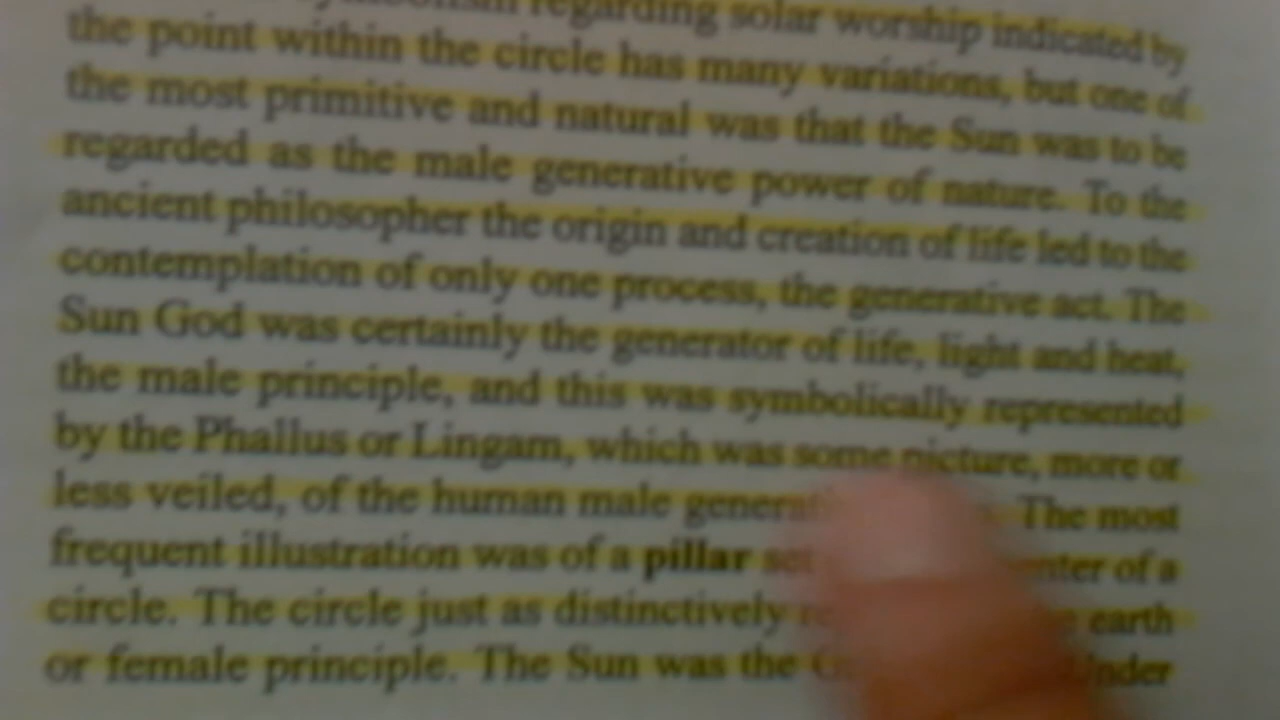 regarding solar worship indicated by
the point within the circle has many variations, but one of
the most primitive and natural was that the Sun was to be
regarded as the male generative power of nature. To the
ancient philosopher the origin and creation of life led to the
contemplation of only one process, the generative act. The
Sun God was certainly the generator of life, light and heat,
the male principle, and this was symbolically represented
by the Phallus or Lingam, which was some picture, more or
less veiled, of the human male The most
frequent illustration was of a pillar of a
circle. The circle just as distinctively earth
or female principle. The Sun was the